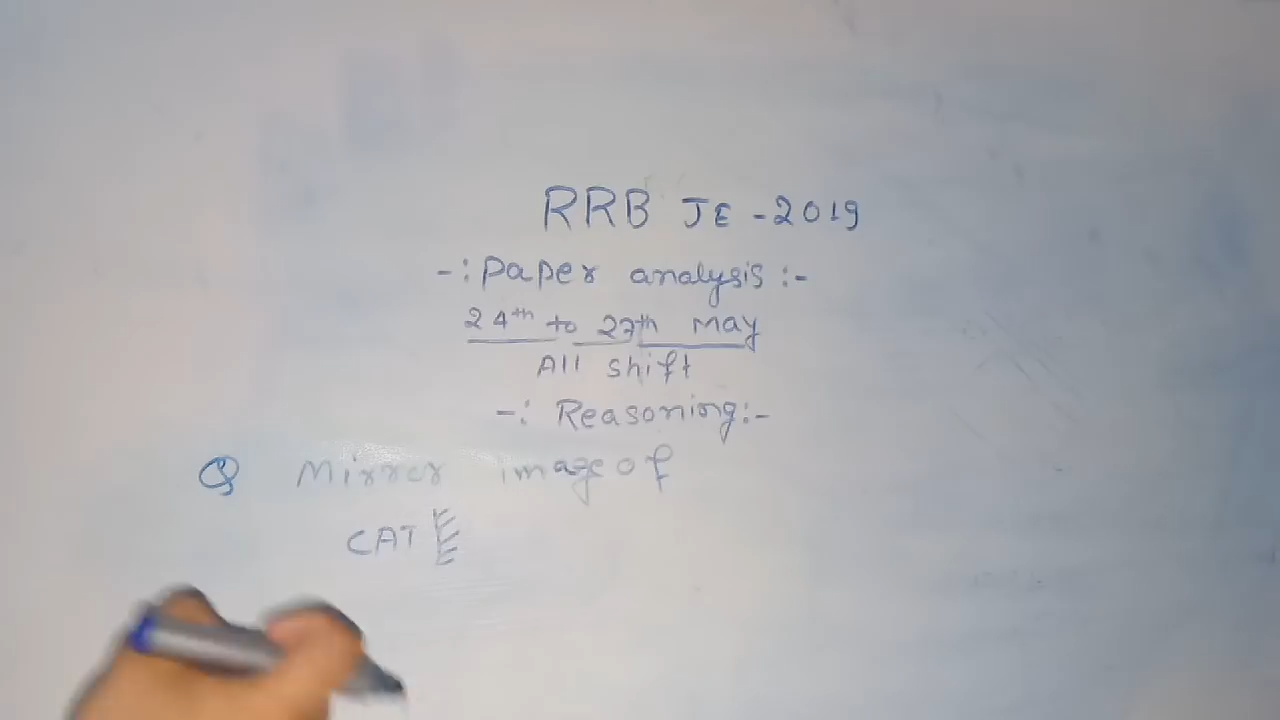 RRB JE - 2019
-: Paper analysis :-
24th to 27th May
All shift
-: Reasoning:-
Q Mirror image of
CAT